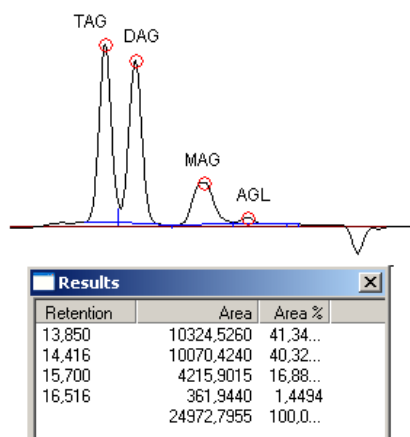 TAG
DAG
MAG
AGL
Results
Retention Area Area %
13,850 10324,5260 41,34...
14,416 10070,4240 40,32...
15,700 4215,9015 16,88...
16,516 361,9440 1,4494
24972,7955 100,0...